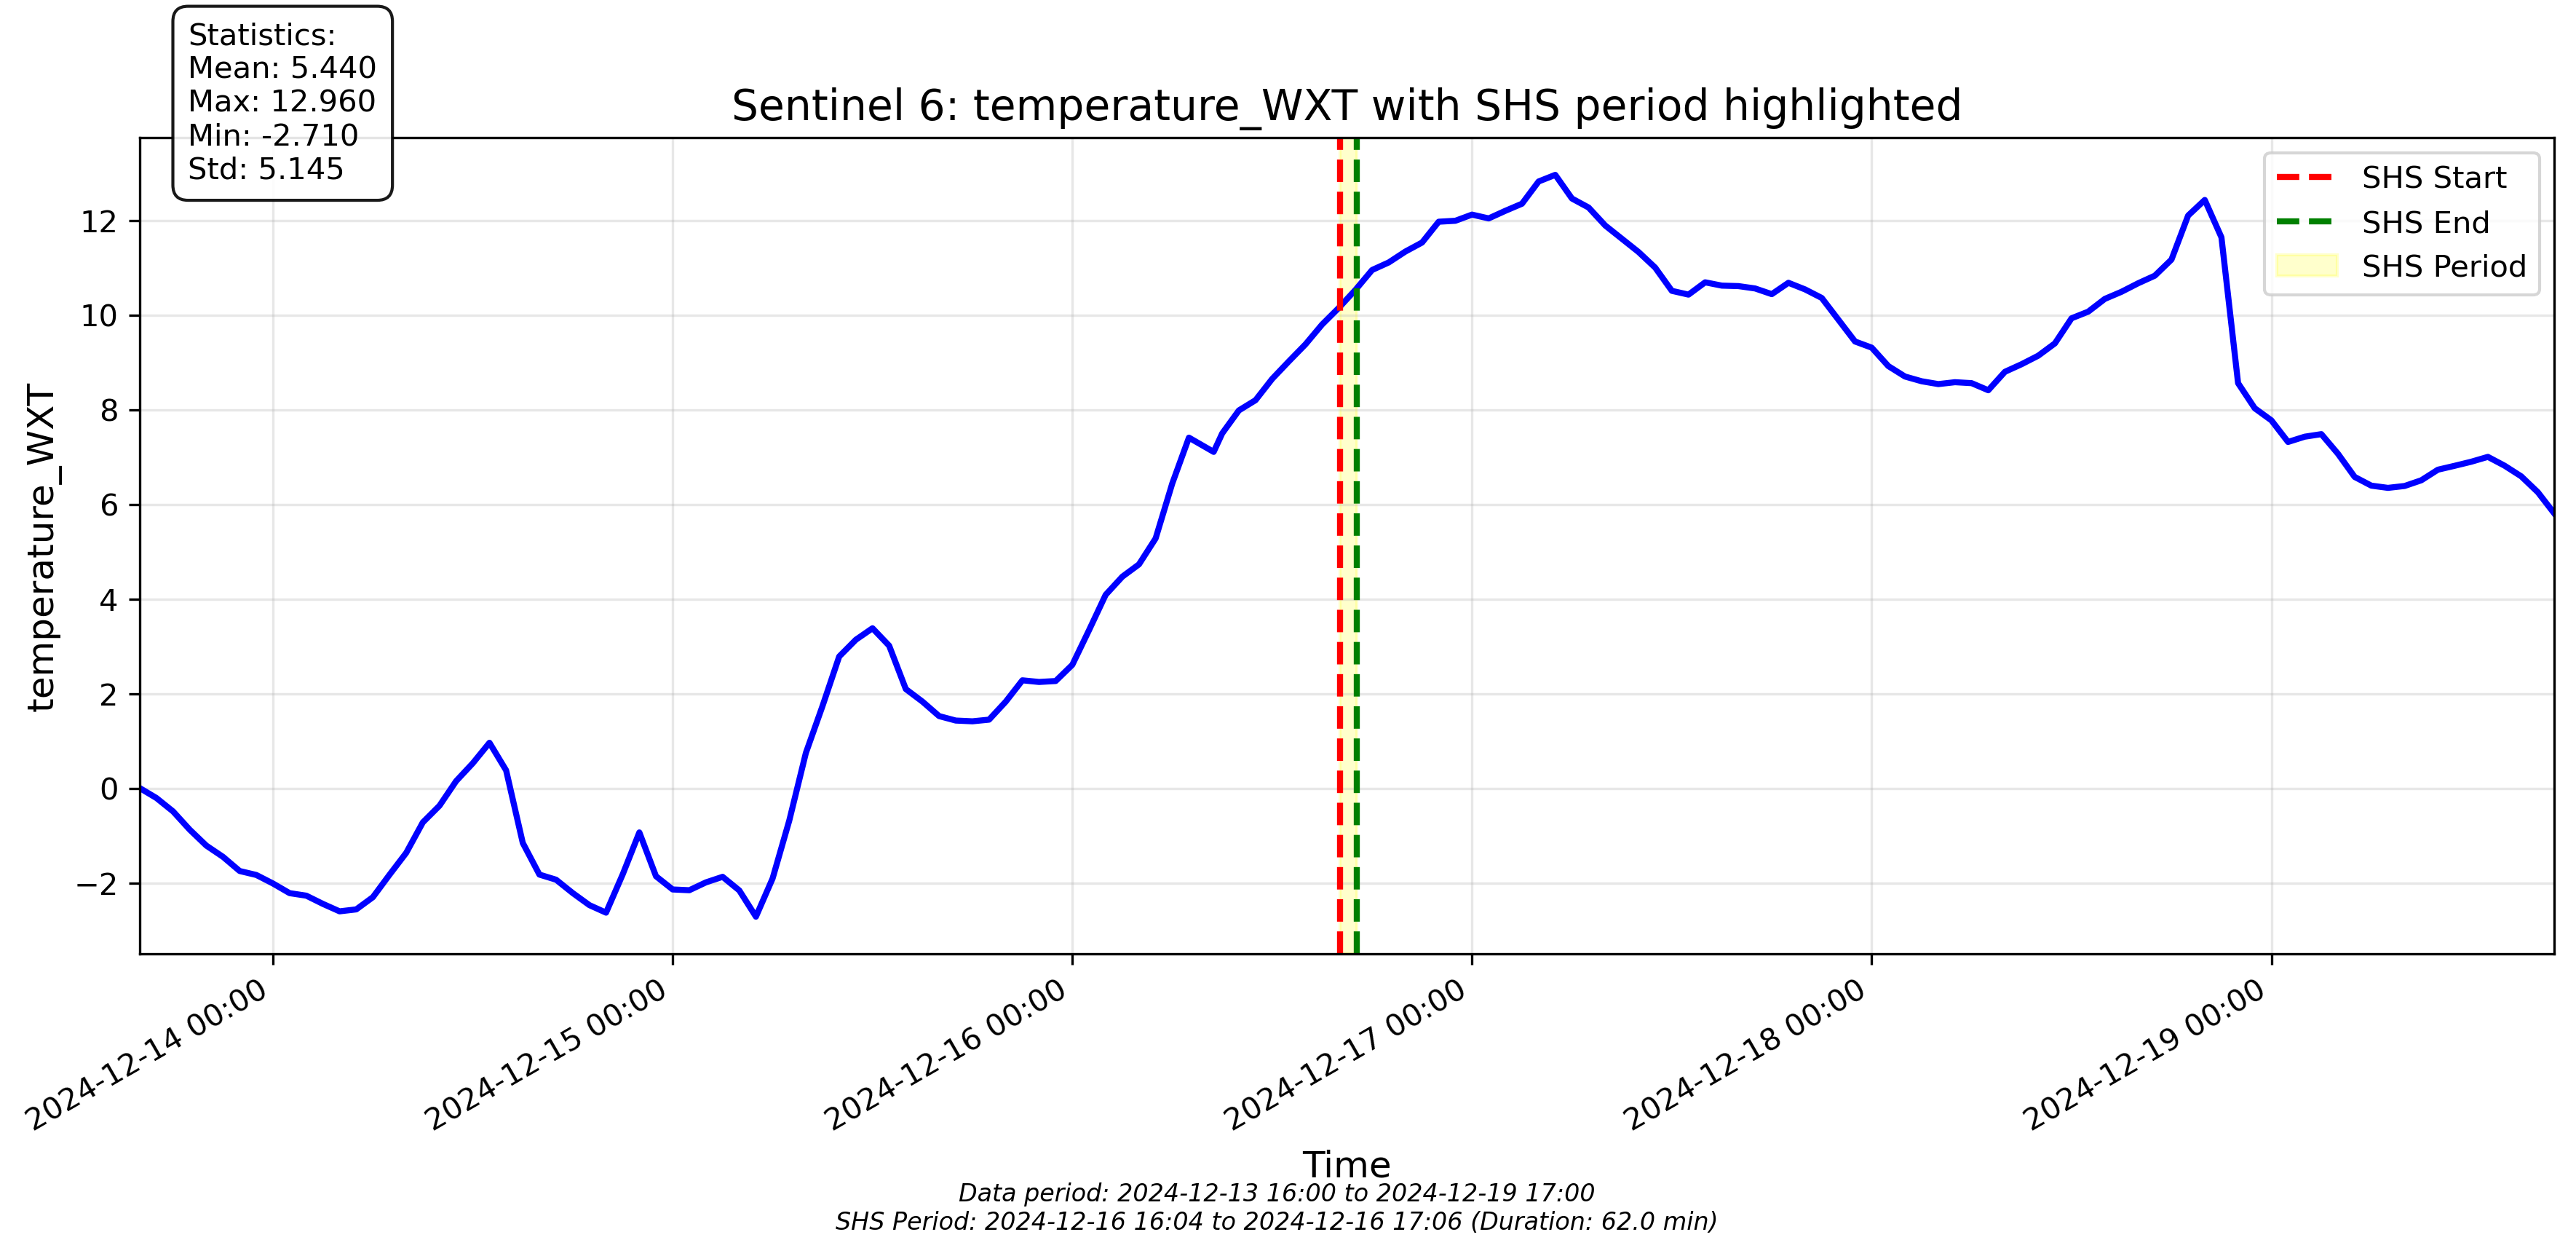 Statistics:
Mean: 5.440
Max: 12.960
Min: -2.710
Std: 5.145
Sentinel 6: temperature_WXT with SHS period highlighted
SHS Start
SHS End
SHS Period
temperature_WXT
12
10
8
6
4
2
0
−2
2024-12-14 00:00
2024-12-15 00:00
2024-12-16 00:00
2024-12-17 00:00
2024-12-18 00:00
2024-12-19 00:00
Time
Data period: 2024-12-13 16:00 to 2024-12-19 17:00
SHS Period: 2024-12-16 16:04 to 2024-12-16 17:06 (Duration: 62.0 min)